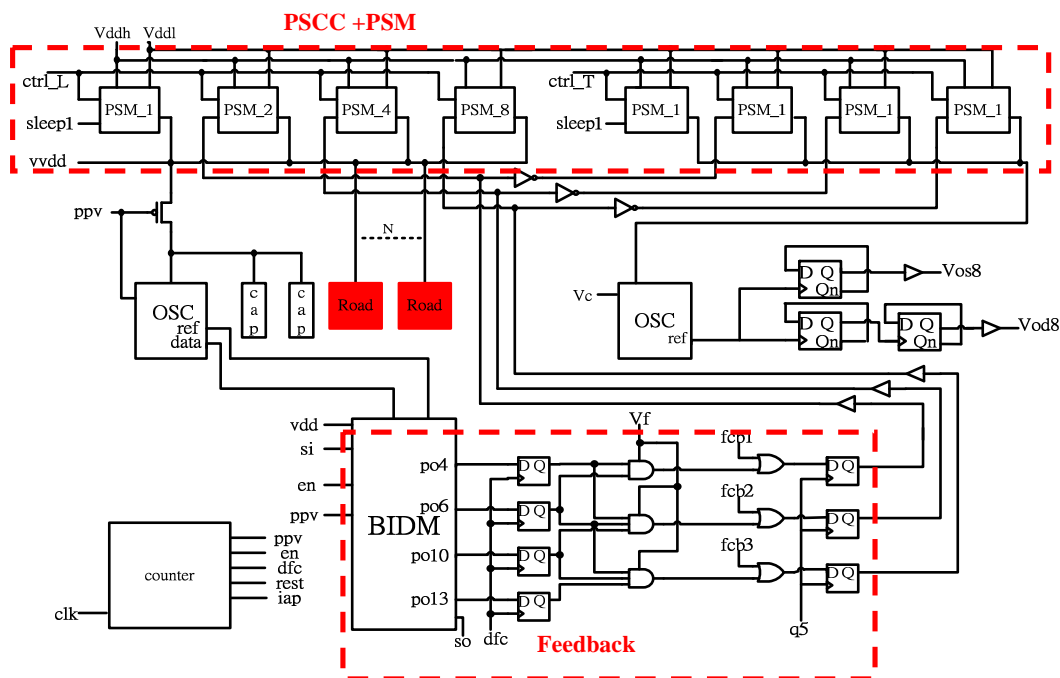 PSCC +PSM
Vddh Vddl
ctrl_L
ctrl_T
PSM_1 PSM_2 PSM_4 PSM_8 PSM_1 PSM_1 PSM_1 PSM_1
sleep1
sleep1
vvdd
ppv
N
cap
cap
Road
Road
OSC
ref
data
Vc
OSC
ref
D Q
Qn
Vos8
D Q
Qn
D Q
Qn
Vod8
vdd
si
en
ppv
BIDM
po4
po6
po10
po13
so
D Q
D Q
D Q
D Q
dfc
Vf
fcb1
fcb2
fcb3
D Q
D Q
D Q
q5
Feedback
counter
clk
ppv
en
dfc
rest
iap